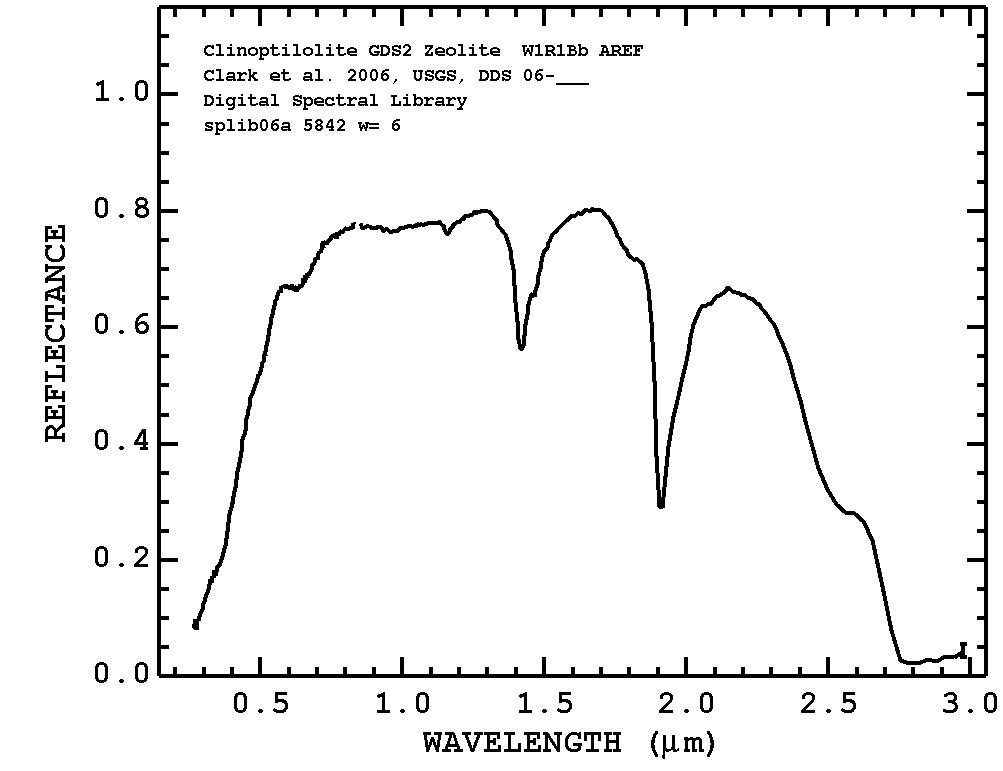 Clinoptilolite GDS2 Zeolite  W1R1Bb AREF
Clark et al. 2006, USGS, DDS 06-___
Digital Spectral Library
splib06a 5842 w= 6
1.0
0.8
0.6
0.4
0.2
0.0
REFLECTANCE
0.5 1.0 1.5 2.0 2.5 3.0
WAVELENGTH (μm)